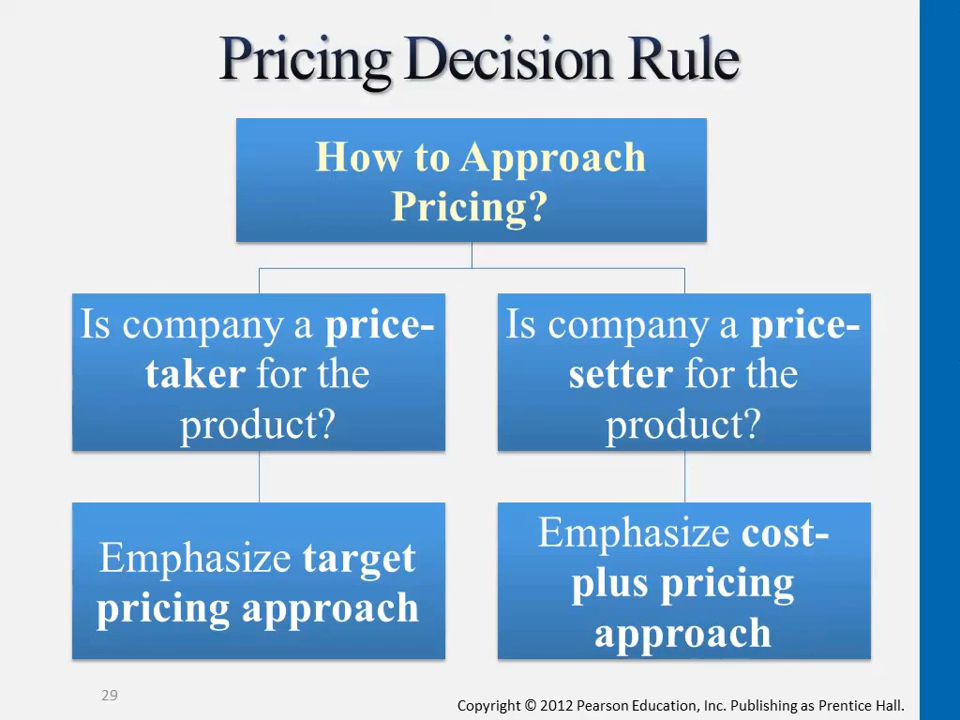 Pricing Decision Rule
How to Approach
Pricing?
Is company a price-
taker for the
product?
Is company a price-
setter for the
product?
Emphasize target
pricing approach
Emphasize cost-
plus pricing
approach
29
Copyright © 2012 Pearson Education, Inc. Publishing as Prentice Hall.